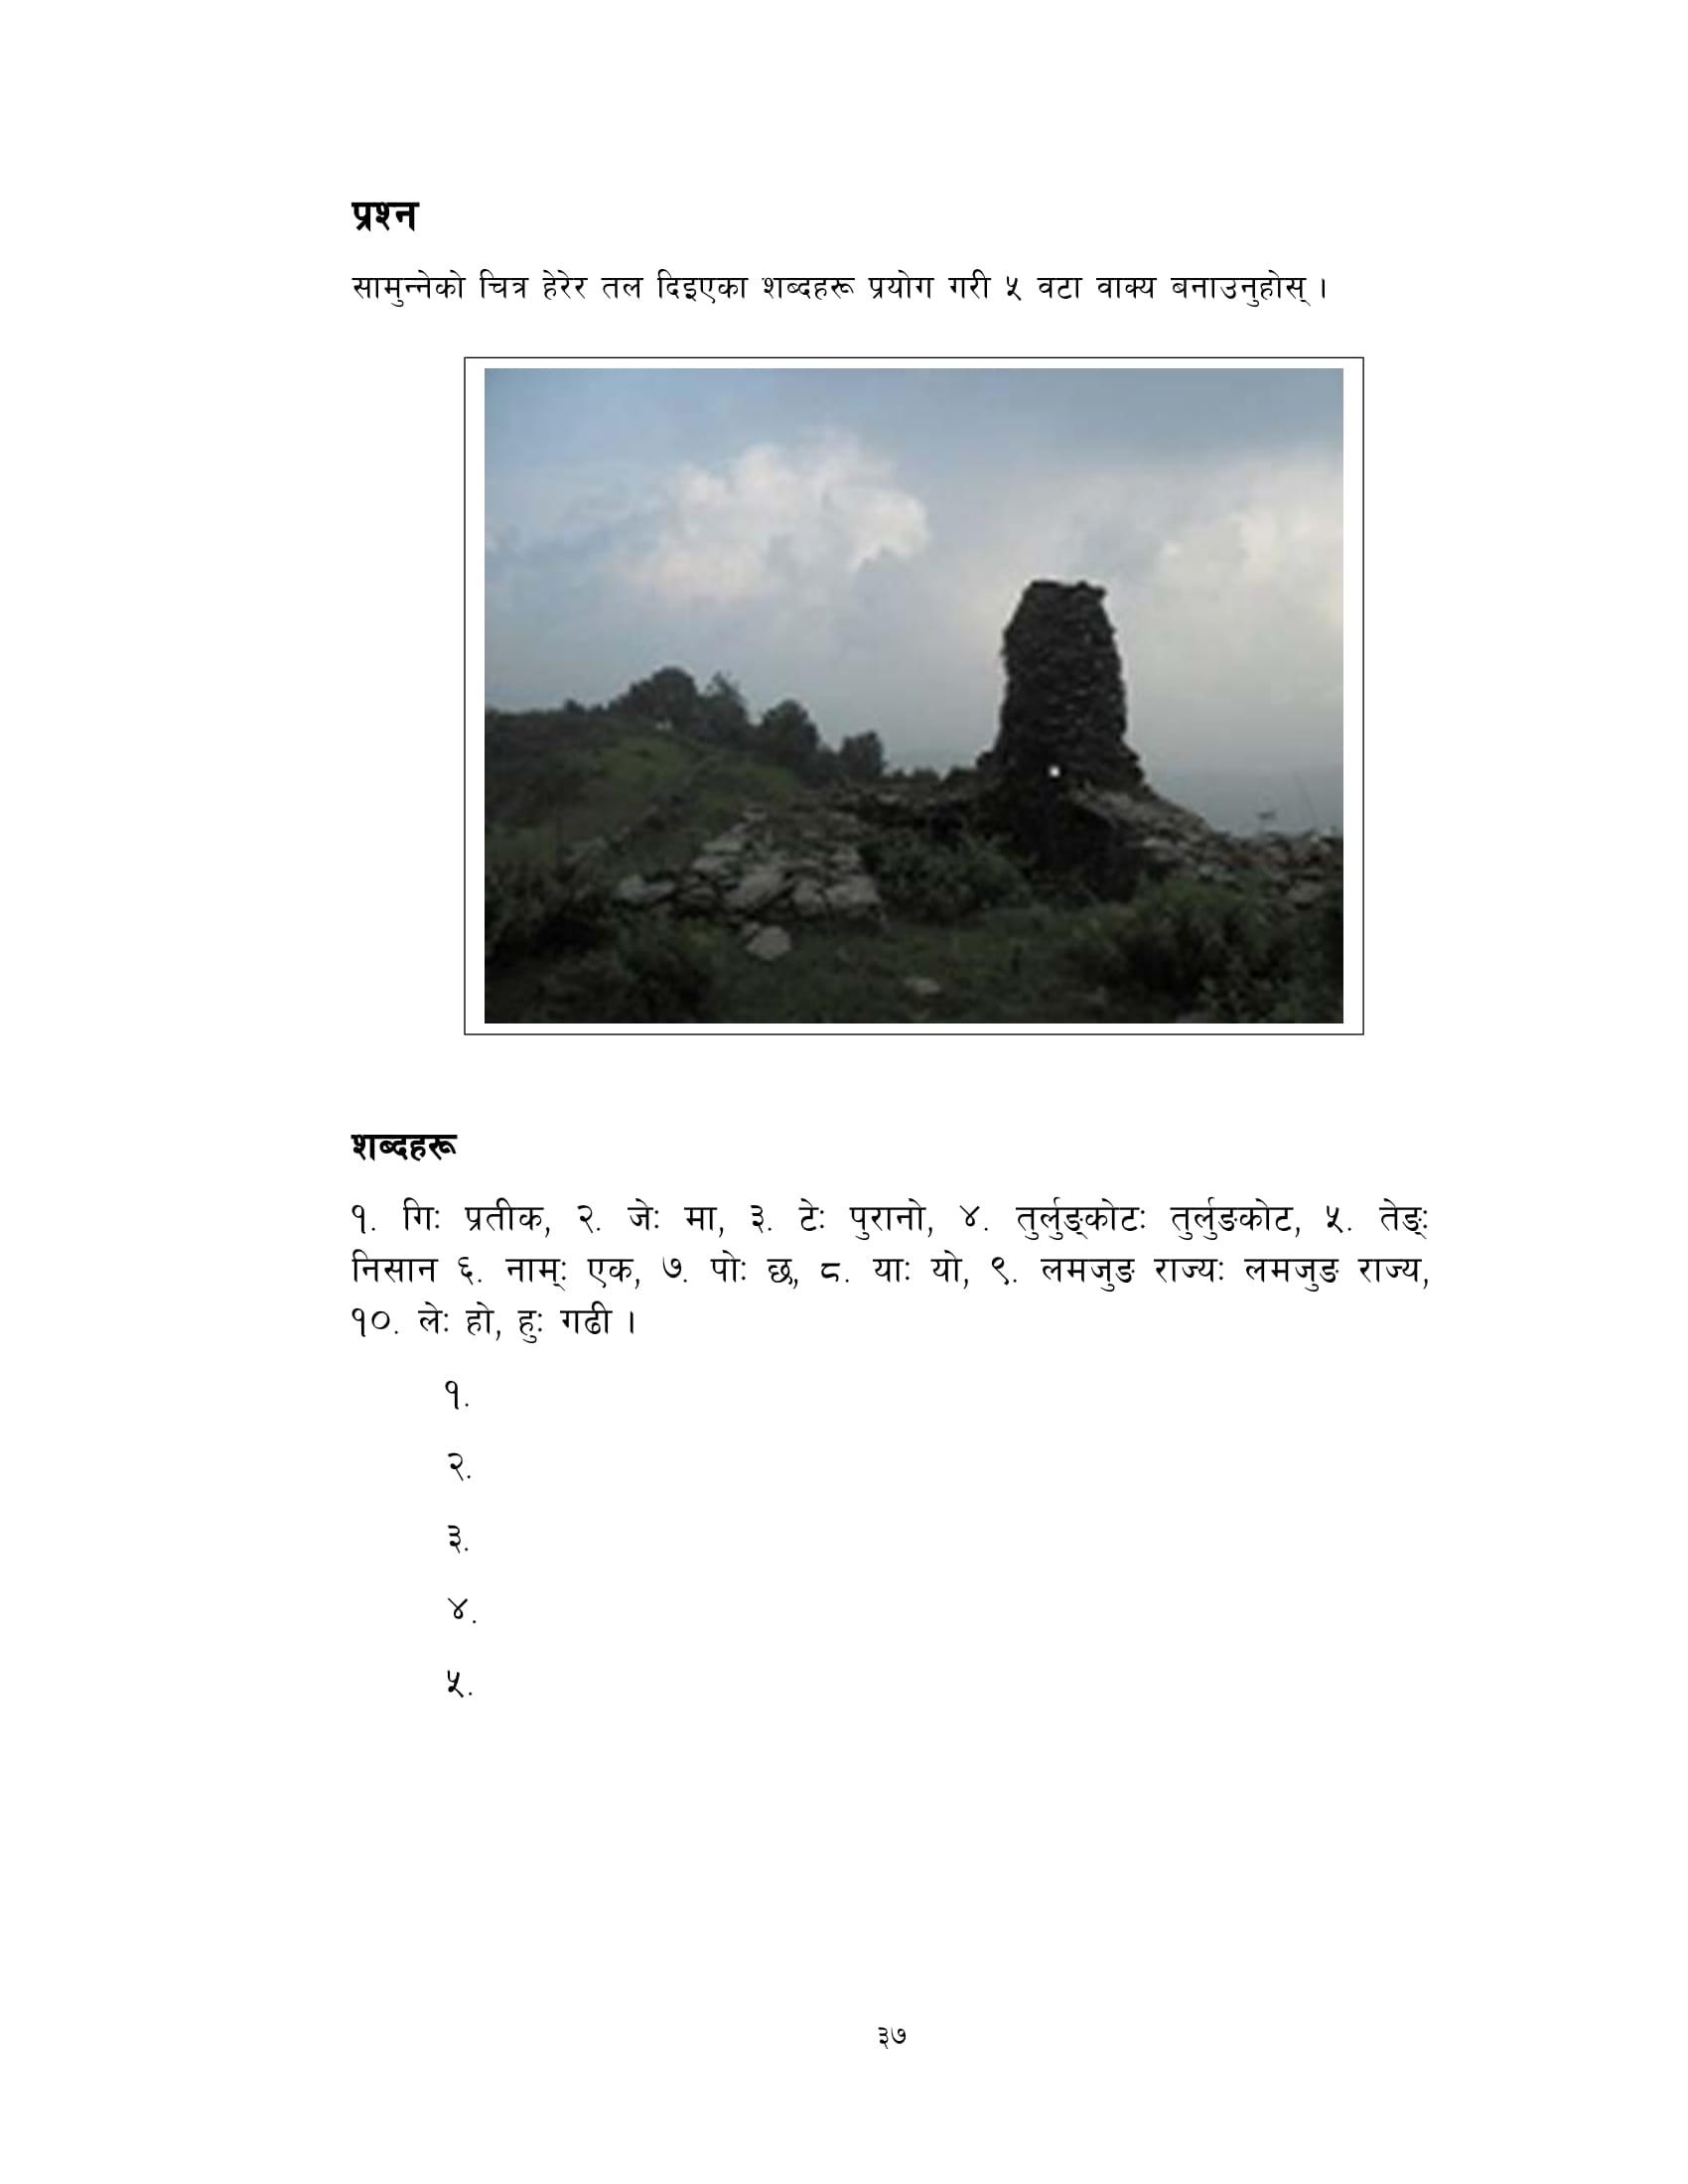 प्रश्न
सामुन्नेको चित्र हेरेर तल दिइएका शब्दहरू प्रयोग गरी ५ वटा वाक्य बनाउनुहोस् ।
शब्दहरू
१. गिः प्रतीक, २. जेः मा, ३. टेः पुरानो, ४. तुर्लुङ्कोटः तुर्लुङकोट, ५. तेङ्ः
निसान ६. नाम्ः एक, ७. पोः छ, ८. याः यो, ९. लमजुङ राज्यः लमजुङ राज्य,
१०. लेः हो, हुः गढी ।
१.
२.
३.
४.
५.
३७